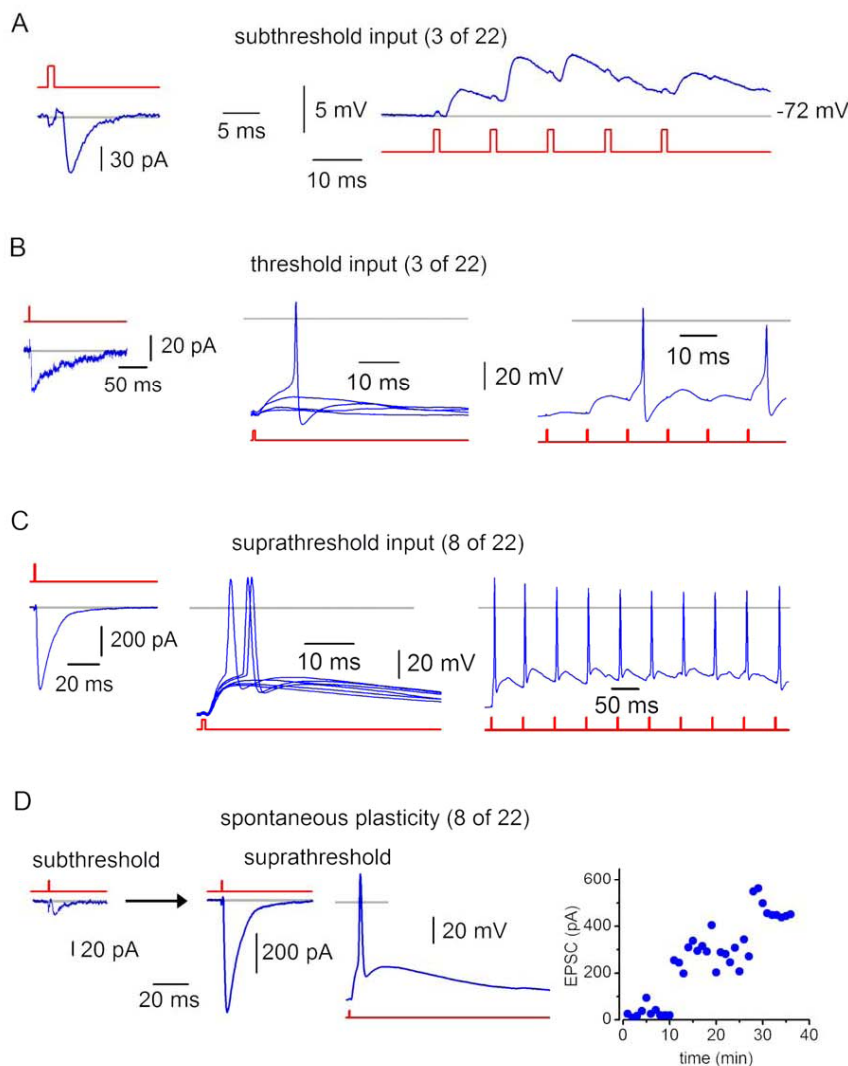 A
subthreshold input (3 of 22)
30 pA
5 ms
5 mV
10 ms
-72 mV
B
threshold input (3 of 22)
20 pA
50 ms
10 ms
20 mV
10 ms
C
suprathreshold input (8 of 22)
200 pA
20 ms
10 ms
20 mV
50 ms
D
spontaneous plasticity (8 of 22)
subthreshold
suprathreshold
20 pA
20 ms
200 pA
20 mV
EPSC (pA)
600
400
200
0
0 10 20 30 40
time (min)